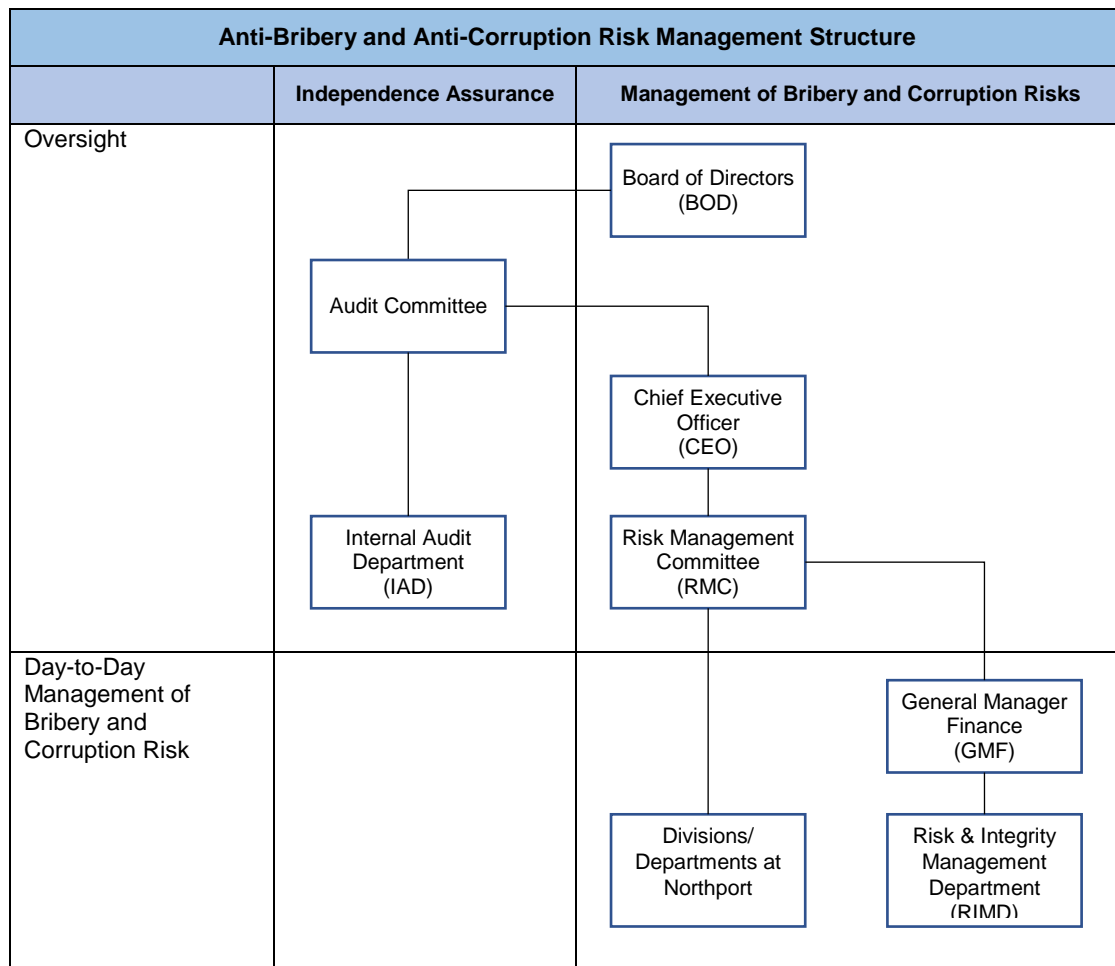 Anti-Bribery and Anti-Corruption Risk Management Structure
Independence Assurance
Management of Bribery and Corruption Risks
Oversight
Board of Directors
(BOD)
Audit Committee
Chief Executive
Officer
(CEO)
Internal Audit
Department
(IAD)
Risk Management
Committee
(RMC)
Day-to-Day
Management of
Bribery and
Corruption Risk
General Manager
Finance
(GMF)
Divisions/
Departments at
Northport
Risk & Integrity
Management
Department
(RIMD)